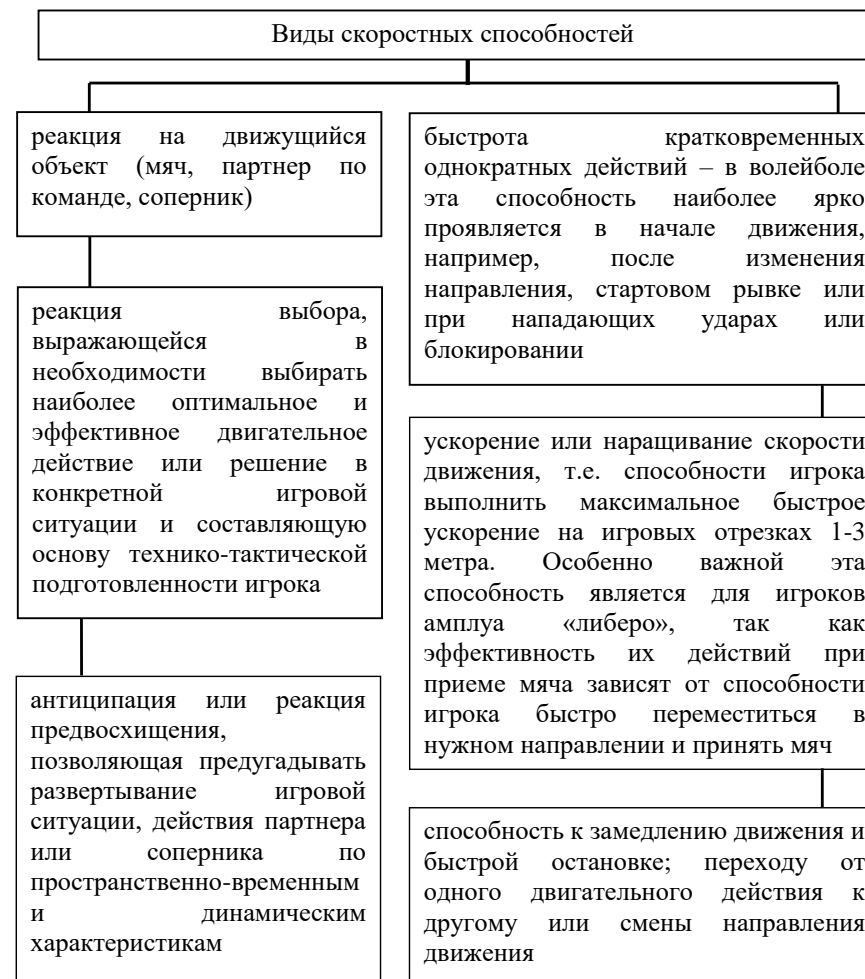 Виды скоростных способностей
реакция на движущийся
объект (мяч, партнер по
команде, соперник)
реакция выбора,
выражающейся в
необходимости выбирать
наиболее оптимальное и
эффективное двигательное
действие или решение в
конкретной игровой
ситуации и составляющую
основу технико-тактической
подготовленности игрока
антиципация или реакция
предвосхищения,
позволяющая предугадывать
развертывание игровой
ситуации, действия партнера
или соперника по
пространственно-временным
и динамическим
характеристикам
быстрота кратковременных
однократных действий – в волейболе
эта способность наиболее ярко
проявляется в начале движения,
например, после изменения
направления, стартовом рывке или
при нападающих ударах или
блокировании
ускорение или наращивание скорости
движения, т.е. способности игрока
выполнить максимальное быстрое
ускорение на игровых отрезках 1-3
метра. Особенно важной эта
способность является для игроков
амплуа «либеро», так как
эффективность их действий при
приеме мяча зависят от способности
игрока быстро переместиться в
нужном направлении и принять мяч
способность к замедлению движения и
быстрой остановке; переходу от
одного двигательного действия к
другому или смены направления
движения